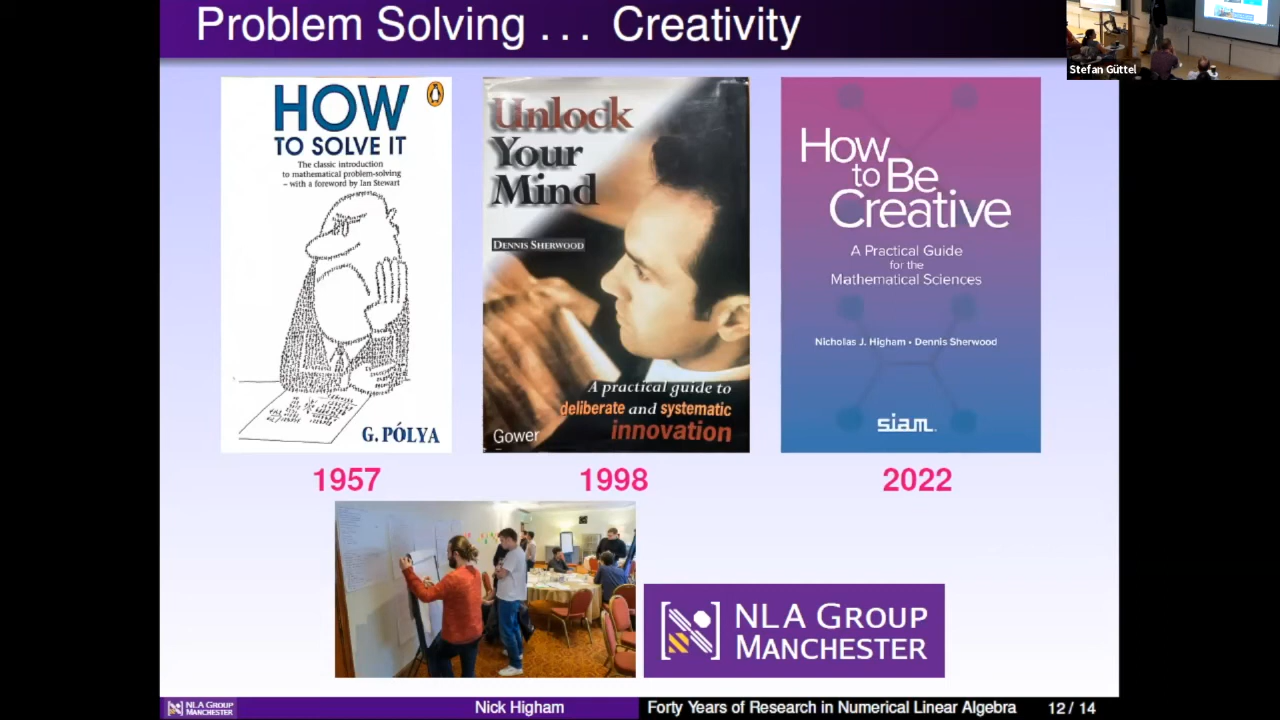 Problem Solving . . . Creativity
Stefan Güttel
HOW
TO SOLVE IT
The classic introduction
to mathematical problem-solving
– with a foreword by Ian Stewart
G. PÓLYA
Unlock
Your
Mind
DENNIS SHERWOOD
A practical guide to
deliberate and systematic
innovation
Gower
How
to Be
Creative
A Practical Guide
for the
Mathematical Sciences
Nicholas J. Higham • Dennis Sherwood
siam.
1957
1998
2022
NLA GROUP
MANCHESTER
NLA GROUP
MANCHESTER
Nick Higham
Forty Years of Research in Numerical Linear Algebra
12 / 14